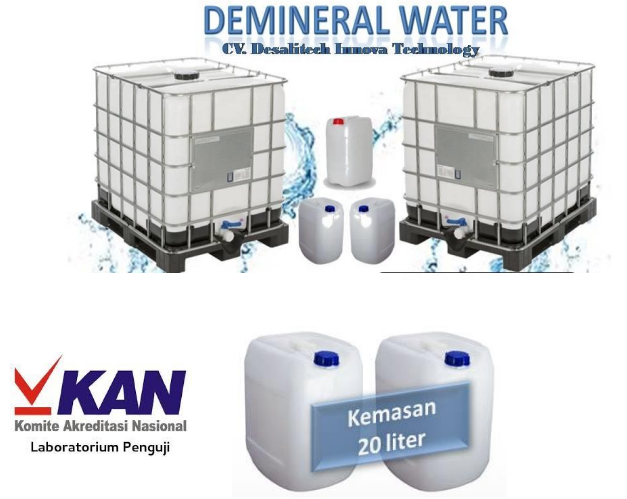 DEMINERAL WATER
CV. Desalitech Innova Technology
KAN
Komite Akreditasi Nasional
Laboratorium Penguji
Kemasan
20 liter